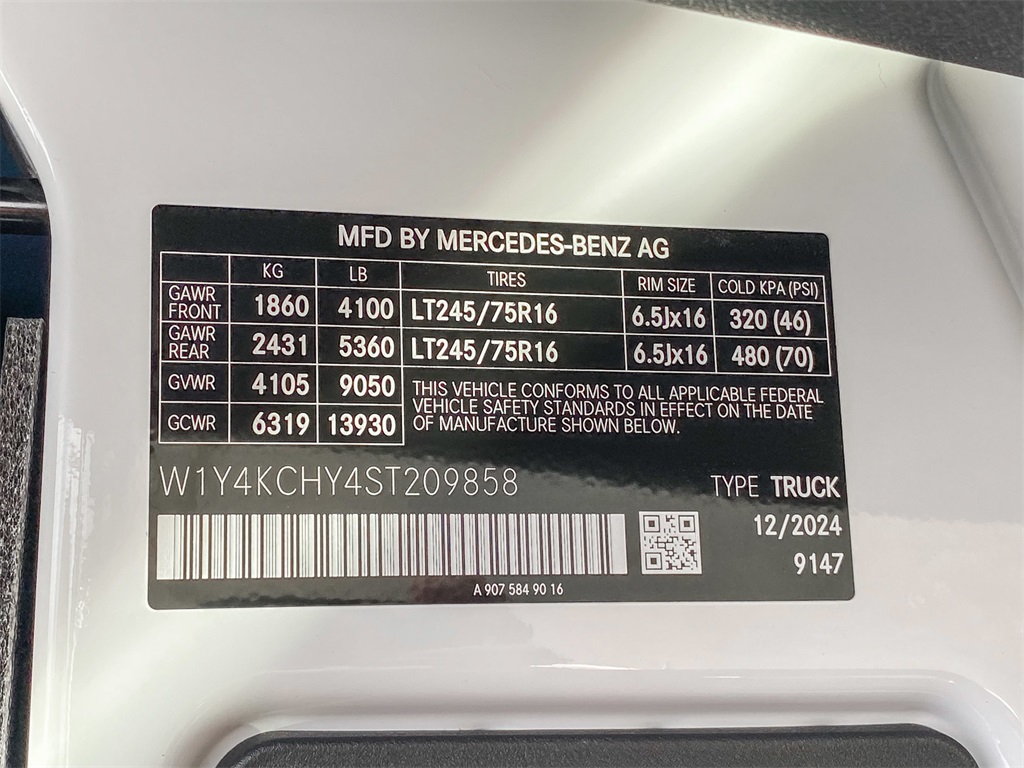 MFD BY MERCEDES-BENZ AG
KG LB TIRES RIM SIZE COLD KPA (PSI)
GAWR FRONT 1860 4100 LT245/75R16 6.5Jx16 320 (46)
GAWR REAR 2431 5360 LT245/75R16 6.5Jx16 480 (70)
GVWR 4105 9050
GCWR 6319 13930
THIS VEHICLE CONFORMS TO ALL APPLICABLE FEDERAL
VEHICLE SAFETY STANDARDS IN EFFECT ON THE DATE
OF MANUFACTURE SHOWN BELOW.
W1Y4KCHY4ST209858
TYPE TRUCK
12/2024
9147
A 907 584 90 16